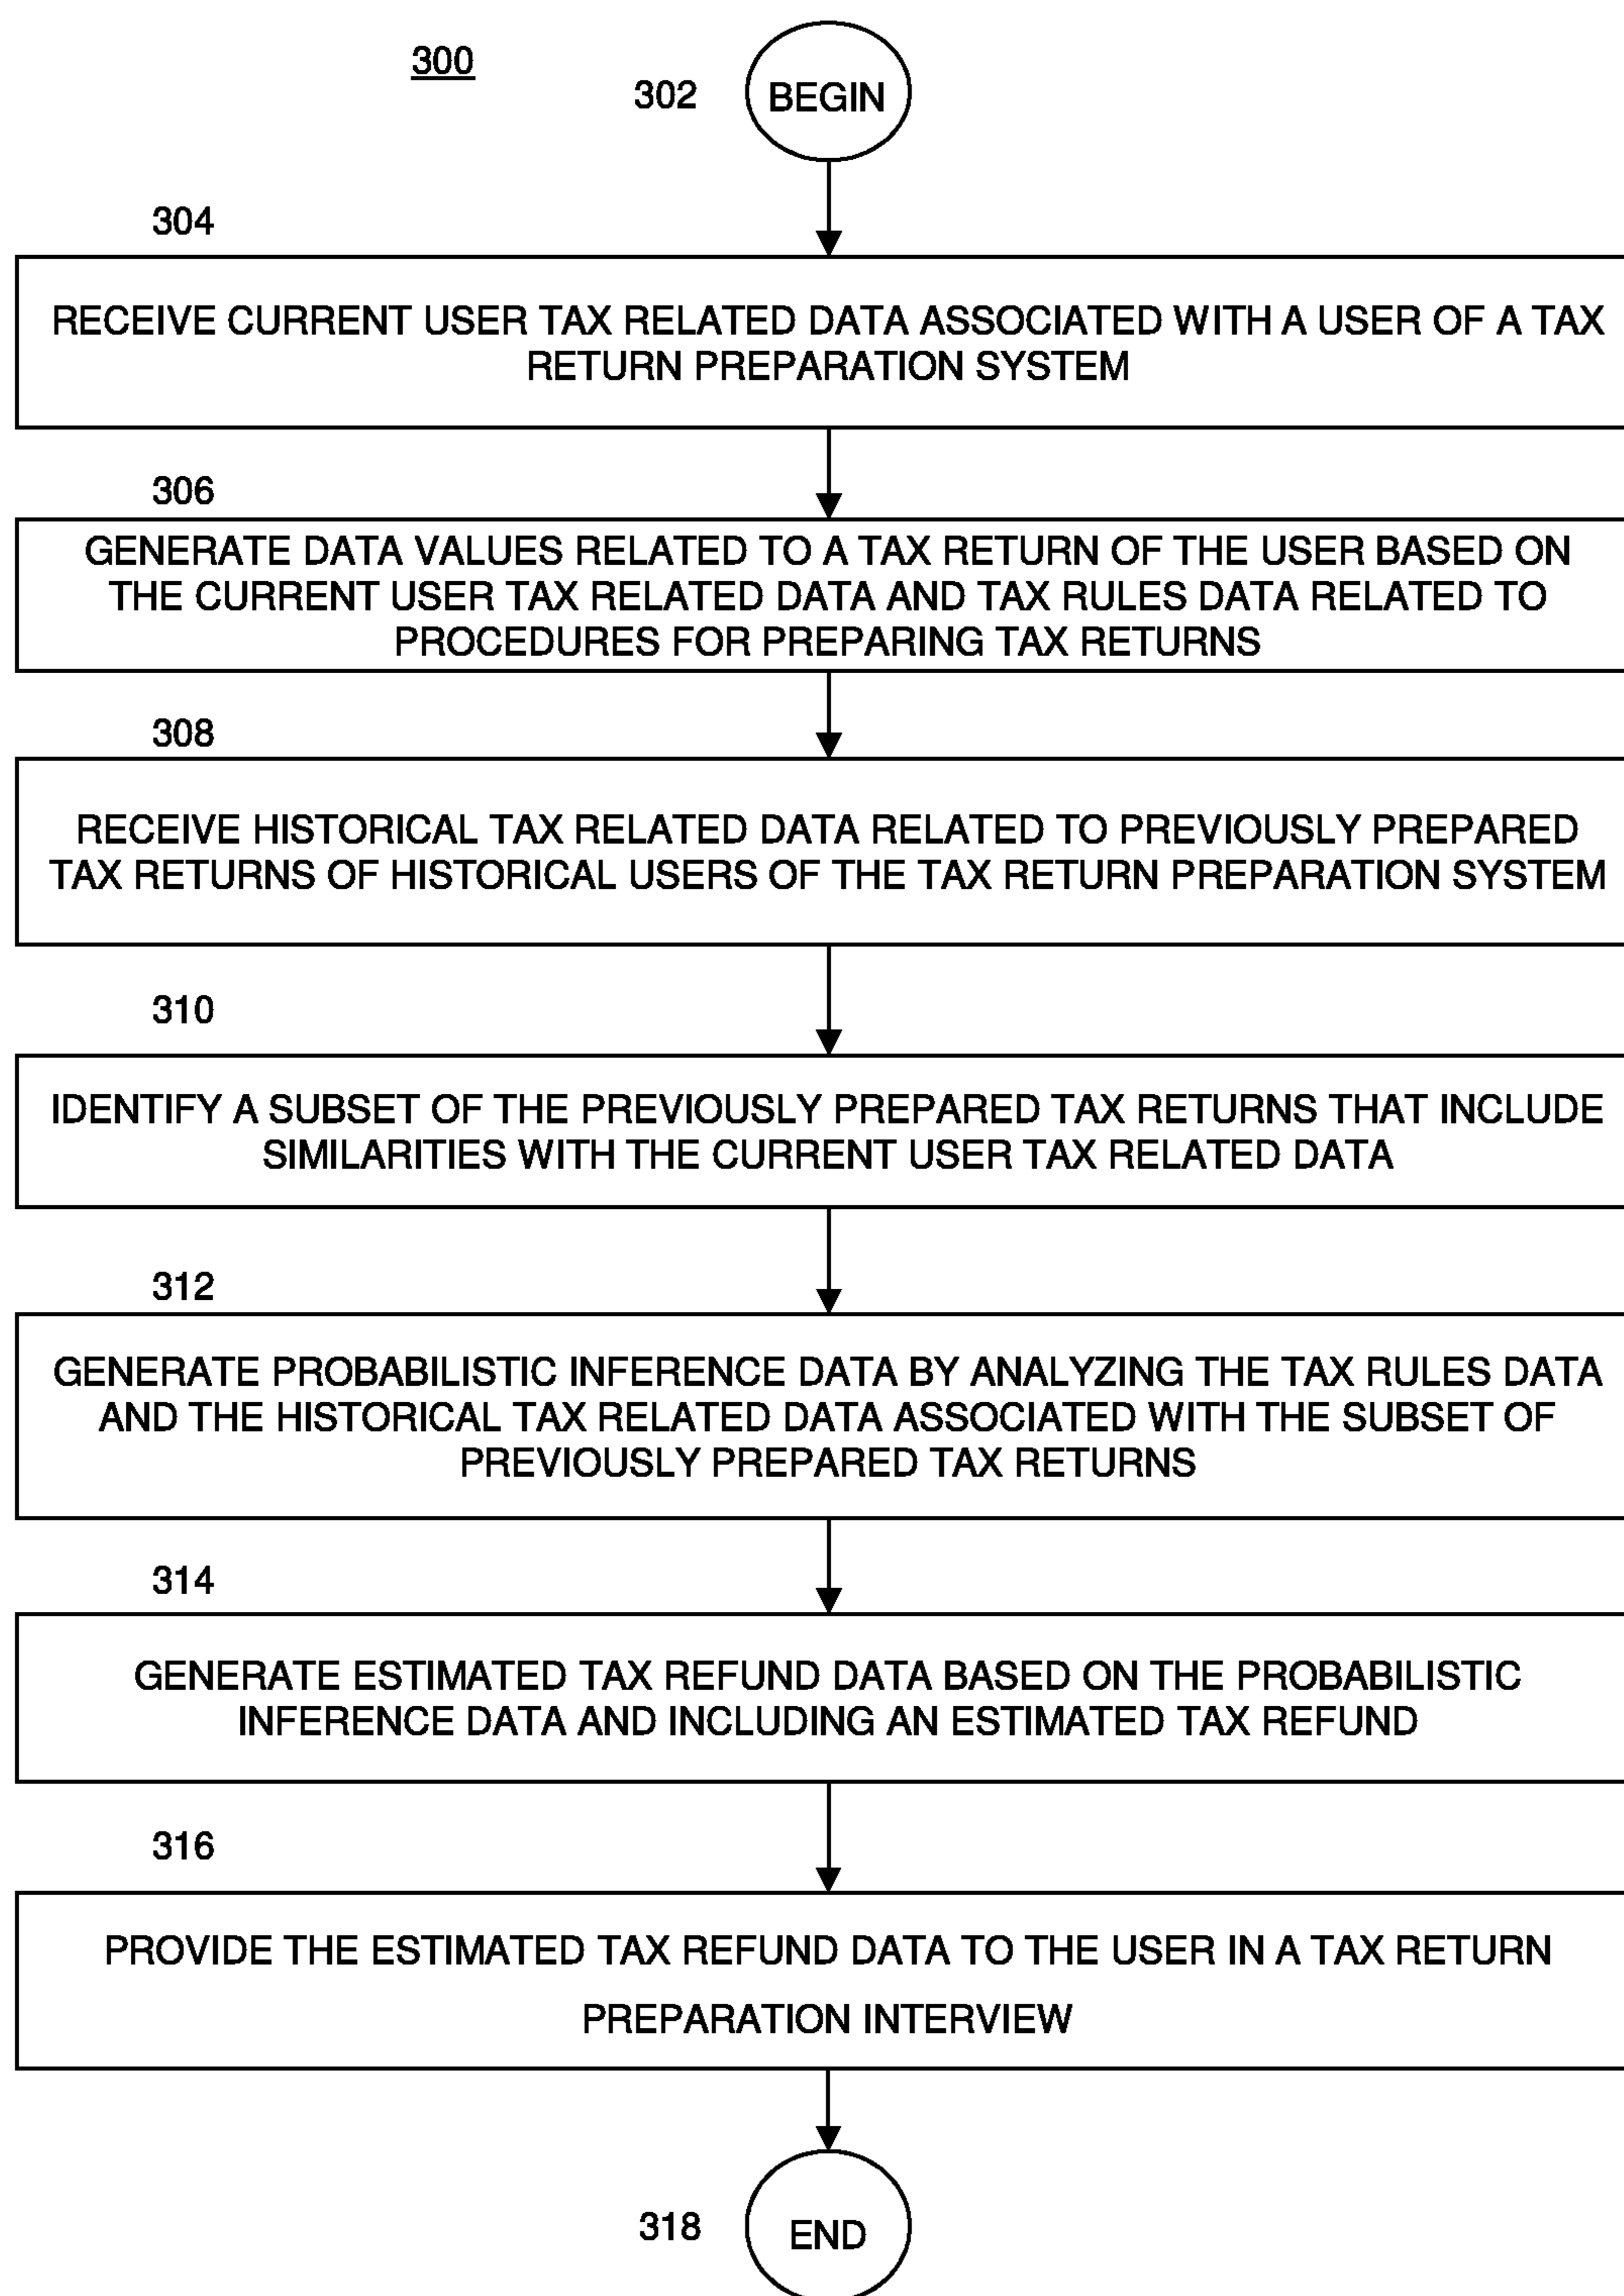 300
302
BEGIN
304
RECEIVE CURRENT USER TAX RELATED DATA ASSOCIATED WITH A USER OF A TAX
RETURN PREPARATION SYSTEM
306
GENERATE DATA VALUES RELATED TO A TAX RETURN OF THE USER BASED ON
THE CURRENT USER TAX RELATED DATA AND TAX RULES DATA RELATED TO
PROCEDURES FOR PREPARING TAX RETURNS
308
RECEIVE HISTORICAL TAX RELATED DATA RELATED TO PREVIOUSLY PREPARED
TAX RETURNS OF HISTORICAL USERS OF THE TAX RETURN PREPARATION SYSTEM
310
IDENTIFY A SUBSET OF THE PREVIOUSLY PREPARED TAX RETURNS THAT INCLUDE
SIMILARITIES WITH THE CURRENT USER TAX RELATED DATA
312
GENERATE PROBABILISTIC INFERENCE DATA BY ANALYZING THE TAX RULES DATA
AND THE HISTORICAL TAX RELATED DATA ASSOCIATED WITH THE SUBSET OF
PREVIOUSLY PREPARED TAX RETURNS
314
GENERATE ESTIMATED TAX REFUND DATA BASED ON THE PROBABILISTIC
INFERENCE DATA AND INCLUDING AN ESTIMATED TAX REFUND
316
PROVIDE THE ESTIMATED TAX REFUND DATA TO THE USER IN A TAX RETURN
PREPARATION INTERVIEW
318
END